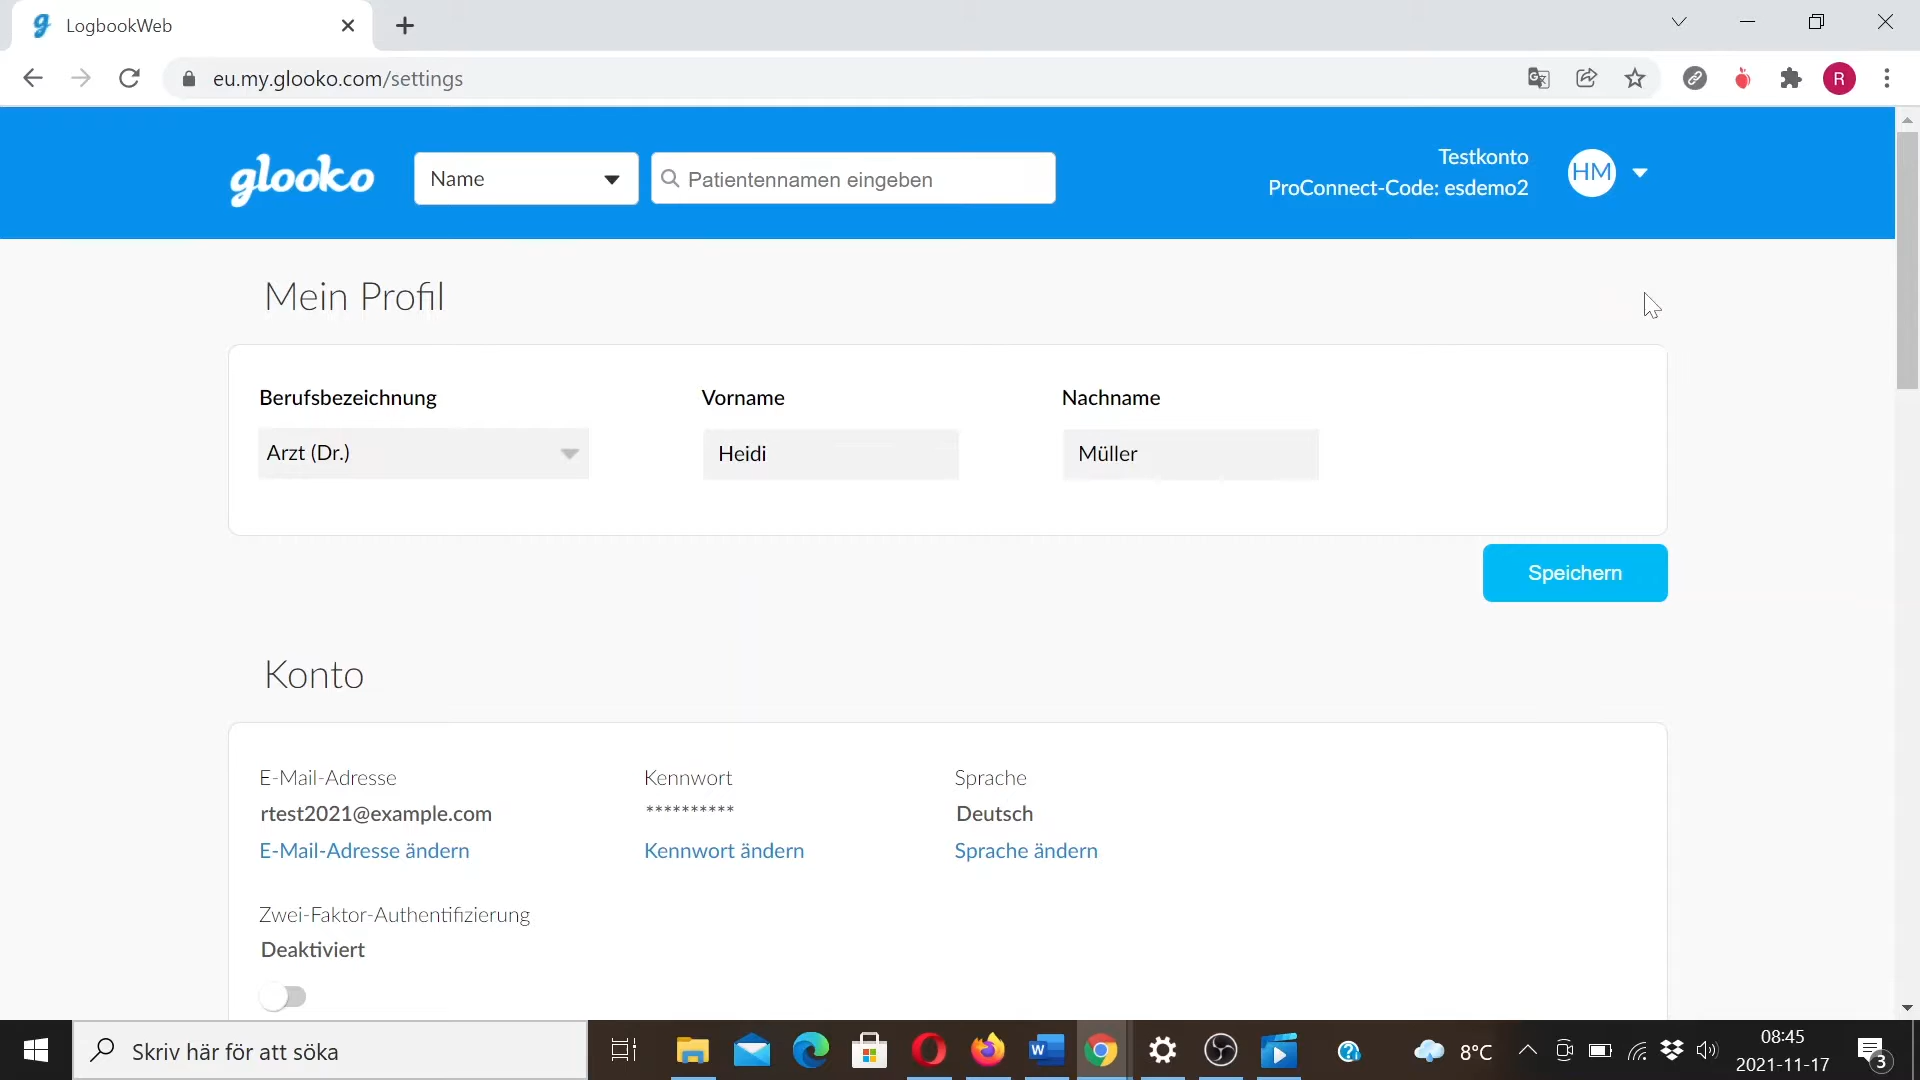 LogbookWeb
eu.my.glooko.com/settings
R
glooko
Name
Patientennamen eingeben
Testkonto
ProConnect-Code: esdemo2
HM
Mein Profil
Berufsbezeichnung
Vorname
Nachname
Arzt (Dr.)
Heidi
Müller
Speichern
Konto
E-Mail-Adresse
Kennwort
Sprache
rtest2021@example.com
**********
Deutsch
E-Mail-Adresse ändern
Kennwort ändern
Sprache ändern
Zwei-Faktor-Authentifizierung
Deaktiviert
Skriv här för att söka
8°C
08:45
2021-11-17
3